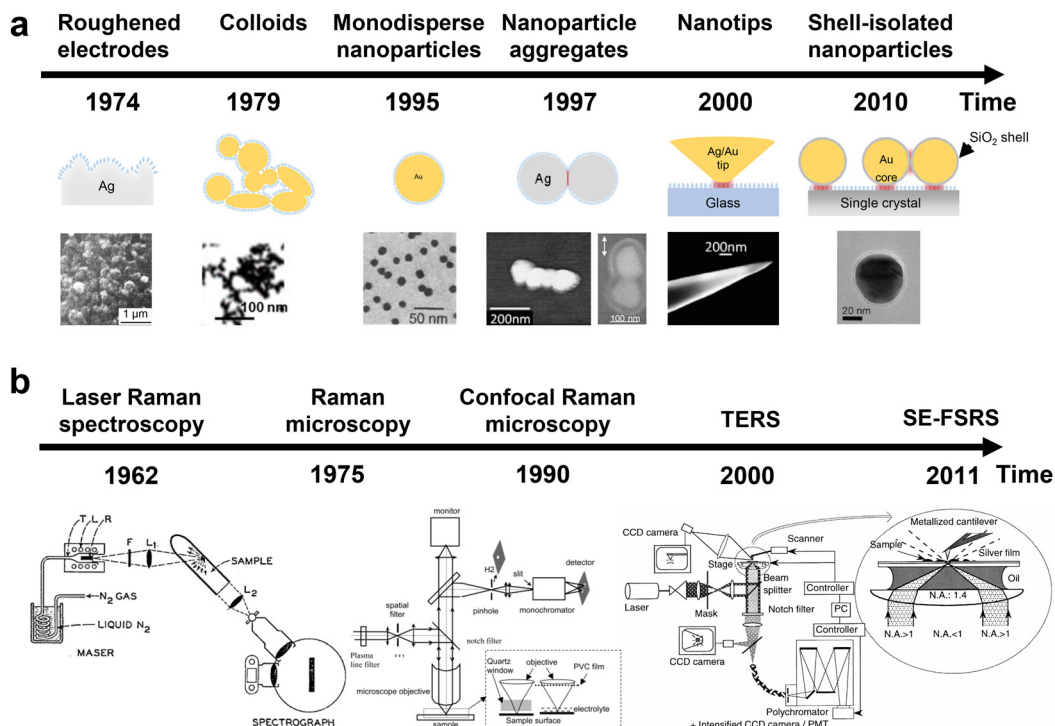 a
Roughened
electrodes
Colloids
Monodisperse
nanoparticles
Nanoparticle
aggregates
Nanotips
Shell-isolated
nanoparticles
1974
1979
1995
1997
2000
2010
Time
SiO₂ shell
Ag
Au
Ag
Ag/Au
tip
Glass
Au
core
Single crystal
1 µm
100 nm
50 nm
200nm
100 nm
200nm
20 nm
b
Laser Raman
spectroscopy
Raman
microscopy
Confocal Raman
microscopy
TERS
SE-FSRS
1962
1975
1990
2000
2011
Time
T L R
F
L₁
SAMPLE
L₂
N₂ GAS
LIQUID N₂
MASER
SPECTROGRAPH
monitor
H2
slit
detector
pinhole
monochromator
spatial
filter
notch filter
Plasma
line filter
microscope objective
sample
Quartz
window
objective
PVC film
electrolyte
Sample surface
CCD camera
Scanner
Stage
Beam
splitter
Laser
Mask
Notch filter
Controller
PC
Controller
CCD camera
Polychromator
+ Intensified CCD camera / PMT
Metallized cantilever
Sample
Silver film
Oil
N.A.: 1.4
N.A.>1
N.A.<1
N.A.>1